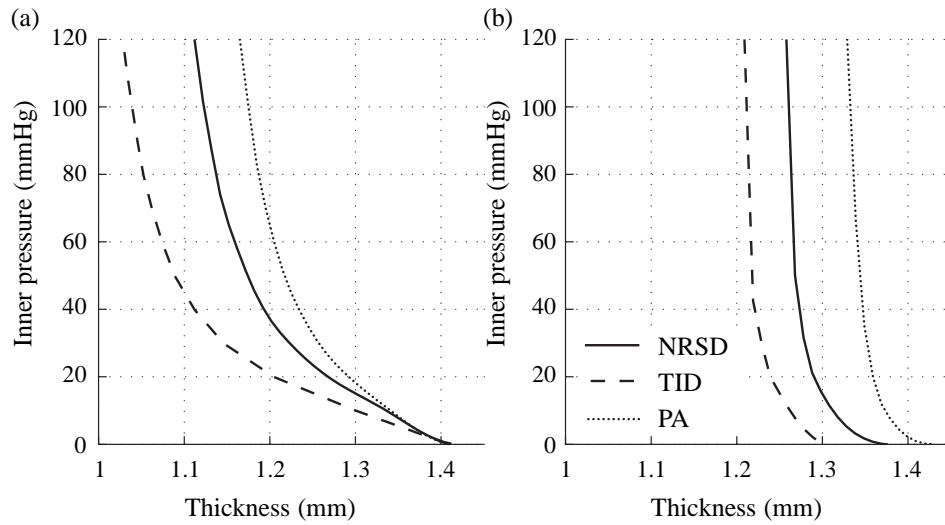 (a)
120
100
80
60
40
20
0
Inner pressure (mmHg)
1
1.1
1.2
1.3
1.4
Thickness (mm)
(b)
120
100
80
60
40
20
0
Inner pressure (mmHg)
NRSD
TID
PA
1
1.1
1.2
1.3
1.4
Thickness (mm)